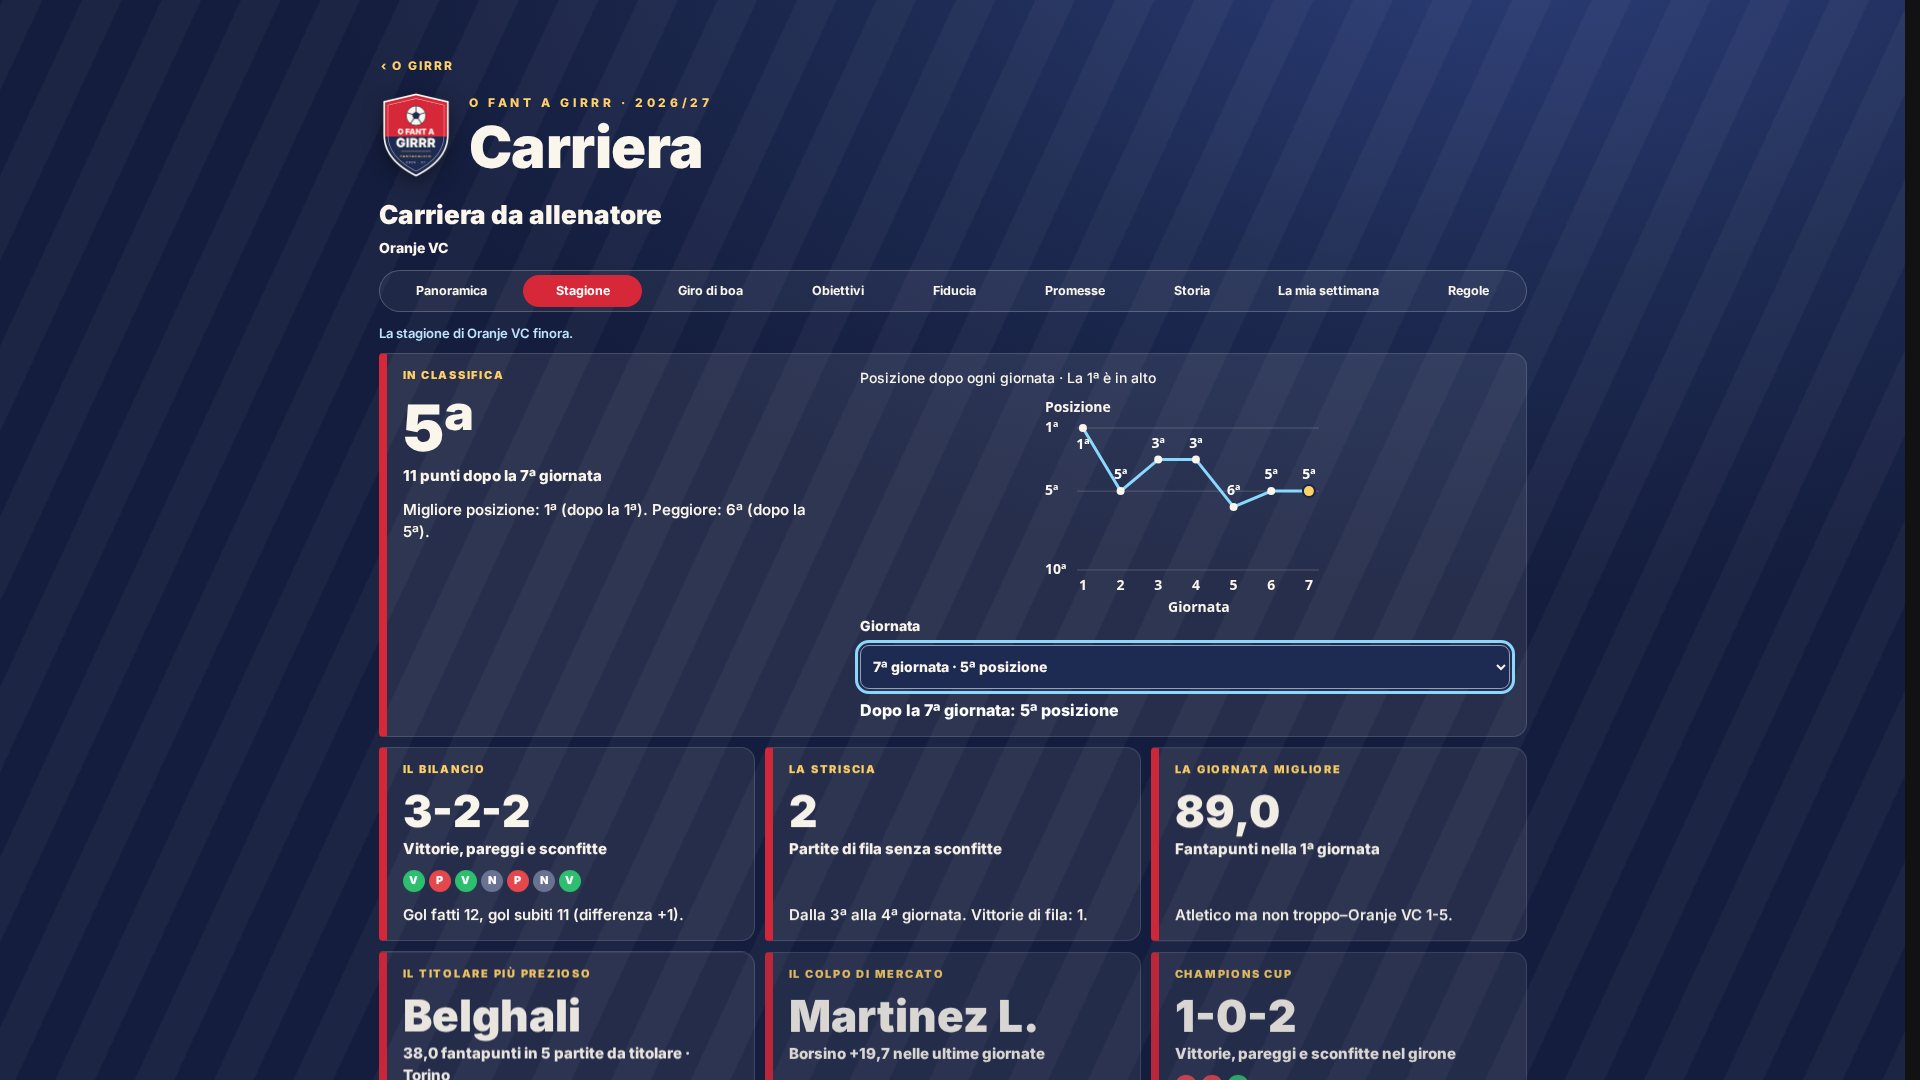 ‹ O GIRRR
O FANT A
GIRRR
O FANT A GIRRR · 2026/27
Carriera
Carriera da allenatore
Oranje VC
Panoramica
Stagione
Giro di boa
Obiettivi
Fiducia
Promesse
Storia
La mia settimana
Regole
La stagione di Oranje VC finora.
IN CLASSIFICA
5ª
11 punti dopo la 7ª giornata
Migliore posizione: 1ª (dopo la 1ª). Peggiore: 6ª (dopo la
5ª).
Posizione dopo ogni giornata · La 1ª è in alto
Posizione
1ª
5ª
10ª
1ª
5ª
3ª
3ª
6ª
5ª
5ª
1 2 3 4 5 6 7
Giornata
Giornata
7ª giornata · 5ª posizione
Dopo la 7ª giornata: 5ª posizione
IL BILANCIO
3-2-2
Vittorie, pareggi e sconfitte
V P V N P N V
Gol fatti 12, gol subiti 11 (differenza +1).
LA STRISCIA
2
Partite di fila senza sconfitte
Dalla 3ª alla 4ª giornata. Vittorie di fila: 1.
LA GIORNATA MIGLIORE
89,0
Fantapunti nella 1ª giornata
Atletico ma non troppo–Oranje VC 1-5.
IL TITOLARE PIÙ PREZIOSO
Belghali
38,0 fantapunti in 5 partite da titolare ·
Torino
IL COLPO DI MERCATO
Martinez L.
Borsino +19,7 nelle ultime giornate
CHAMPIONS CUP
1-0-2
Vittorie, pareggi e sconfitte nel girone